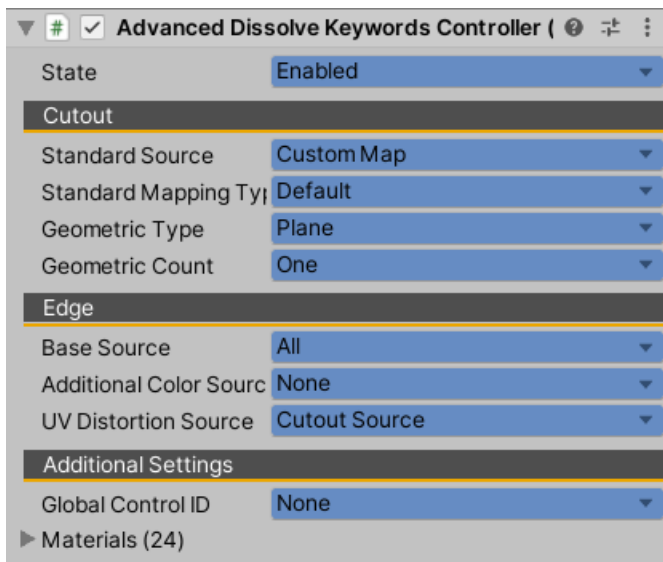 # Advanced Dissolve Keywords Controller (
State Enabled
Cutout
Standard Source Custom Map
Standard Mapping Typ Default
Geometric Type Plane
Geometric Count One
Edge
Base Source All
Additional Color Sourc None
UV Distortion Source Cutout Source
Additional Settings
Global Control ID None
Materials (24)